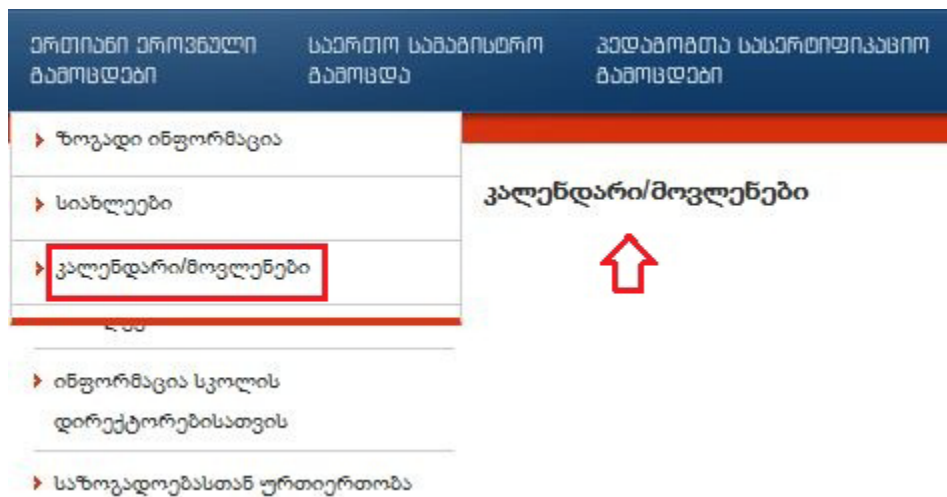 ერთიანი ეროვნული
გამოცდები
საერთო სამაგისტრო
გამოცდა
პედაგოგთა სასერტიფიკაციო
გამოცდები
ზოგადი ინფორმაცია
სიახლეები
კალენდარი/მოვლენები
ინფორმაცია სკოლის
დირექტორებისათვის
საზოგადოებასთან ურთიერთობა
კალენდარი/მოვლენები